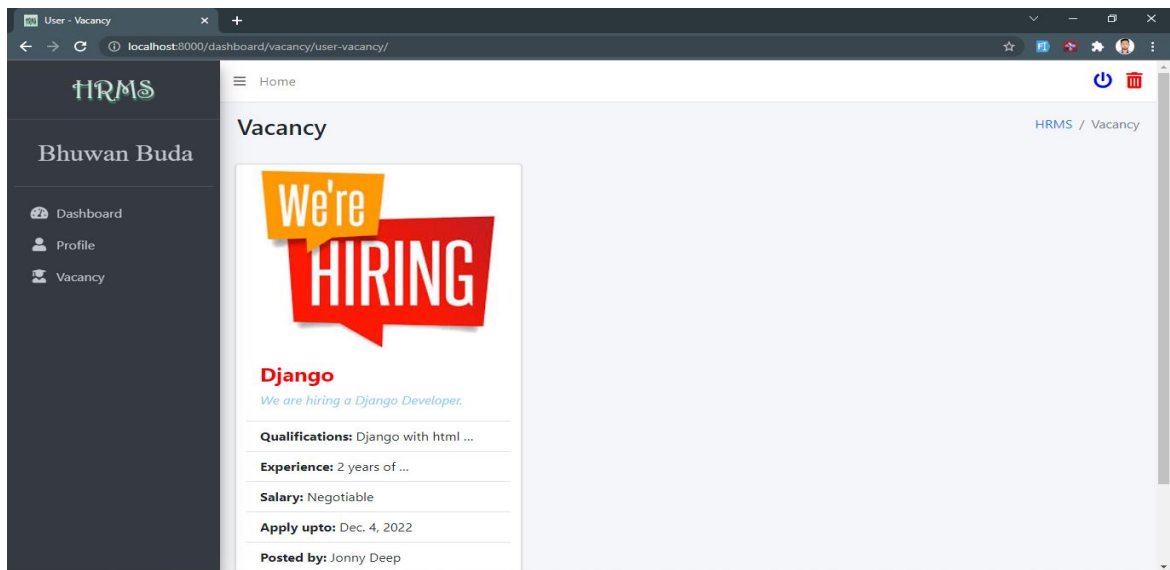 User - Vacancy
localhost:8000/dashboard/vacancy/user-vacancy/
HRMS
Home
Vacancy
HRMS / Vacancy
Bhuwan Buda
Dashboard
Profile
Vacancy
We're
HIRING
Django
We are hiring a Django Developer.
Qualifications: Django with html ...
Experience: 2 years of ...
Salary: Negotiable
Apply upto: Dec. 4, 2022
Posted by: Jonny Deep